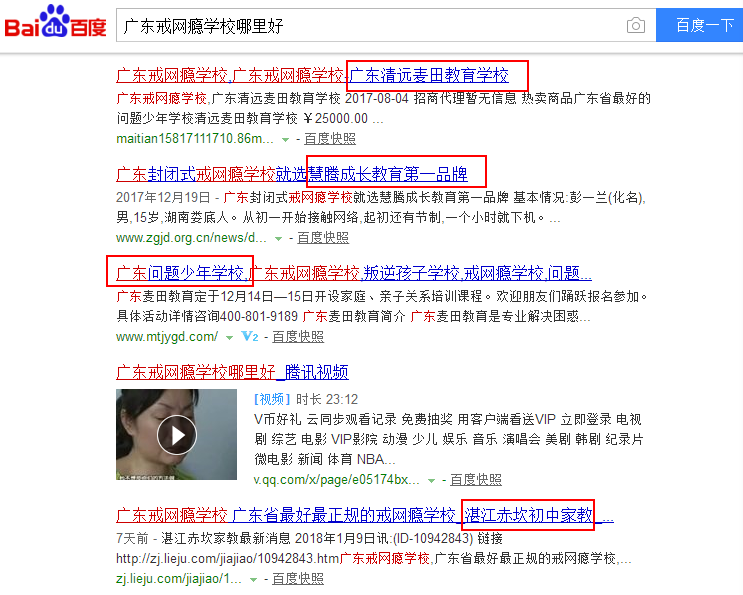 Bai du 百度
广东戒网瘾学校哪里好
百度一下
广东戒网瘾学校,广东戒网瘾学校-广东清远麦田教育学校
广东戒网瘾学校,广东清远麦田教育学校 2017-08-04 招商代理暂无信息 热卖商品广东省最好的
问题少年学校清远麦田教育学校 ￥25000.00 ...
maitian15817111710.86m... - 百度快照
广东封闭式戒网瘾学校就选慧腾成长教育第一品牌
2017年12月19日 - 广东封闭式戒网瘾学校就选慧腾成长教育第一品牌 基本情况:彭一兰(化名),
男,15岁,湖南娄底人。从初一开始接触网络,起初还有节制,一个小时就下机。...
www.zgjd.org.cn/news/d... - 百度快照
广东问题少年学校,广东戒网瘾学校,叛逆孩子学校,戒网瘾学校,问题...
广东麦田教育定于12月14日—15日开设家庭、亲子关系培训课程。欢迎朋友们踊跃报名参加。
具体活动详情咨询400-801-9189 广东麦田教育简介 广东麦田教育是专业解决困惑...
www.mtjygd.com/ V2 - 百度快照
广东戒网瘾学校哪里好_腾讯视频
[视频] 时长 23:12
V币好礼 云同步观看记录 免费抽奖 用客户端看送VIP 立即登录 电视
剧 综艺 电影 VIP影院 动漫 少儿 娱乐 音乐 演唱会 美剧 韩剧 纪录片
微电影 新闻 体育 NBA...
v.qq.com/x/page/e05174bx... - 百度快照
广东戒网瘾学校 广东省最好最正规的戒网瘾学校_湛江赤坎初中家教_...
7天前 - 湛江赤坎家教最新消息 2018年1月9日讯:(ID-10942843) 链接
http://zj.lieju.com/jiajiao/10942843.htm广东戒网瘾学校,广东省最好最正规的戒网瘾学校,...
zj.lieju.com/jiajiao/1... - 百度快照